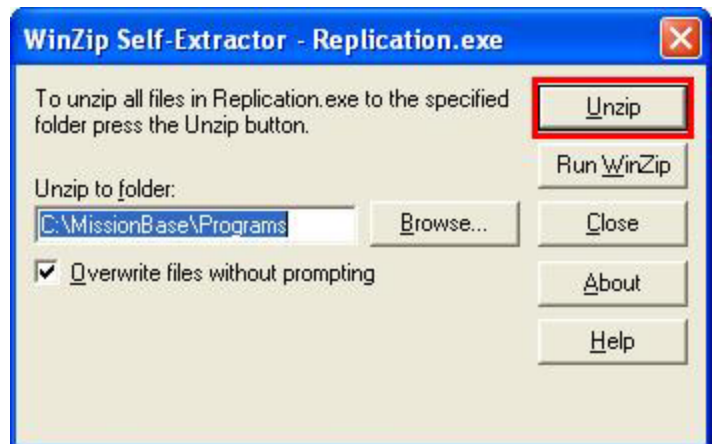 WinZip Self-Extractor - Replication.exe
To unzip all files in Replication.exe to the specified
folder press the Unzip button.
Unzip
Run WinZip
Unzip to folder:
C:\MissionBase\Programs
Browse...
Close
Overwrite files without prompting
About
Help